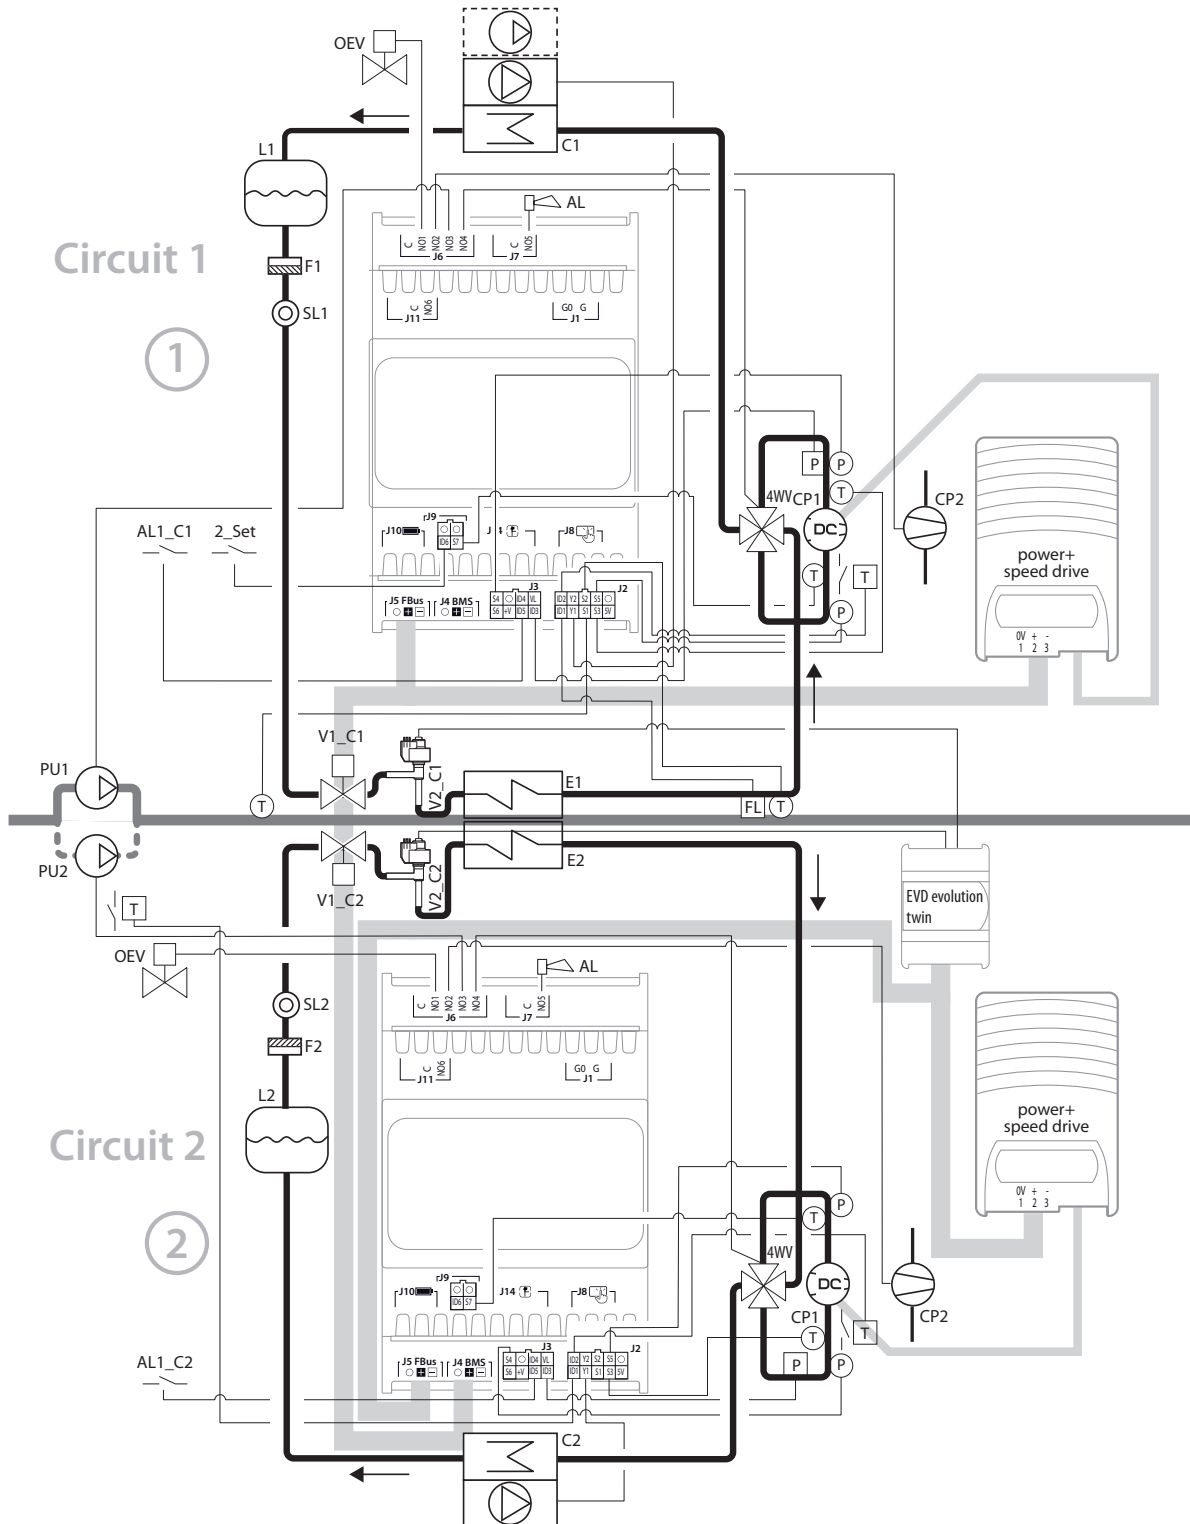 OEV
C1
L1
AL
C NO1 NO2 NO3 NO4
J6
C NO5
J7
Circuit 1
F1
C NO6
J11
G0 G
J1
SL1
1
P P
T
4WV CP1
CP2
DC
AL1_C1
2_Set
J9
J10
J 4
J8
ID6 S7
power+
speed drive
T
T
P
J3
J2
J5 FBus
J4 BMS
S4 ID4 VL
S6 +V ID5 ID3
ID2 Y2 S2 S5
ID1 Y1 S1 S3 5V
0V + -
1 2 3
V1_C1
PU1
V2_C1
E1
T
FL
T
PU2
E2
V2_C2
V1_C2
T
EVD evolution
twin
OEV
AL
C NO1 NO2 NO3 NO4
J6
C NO5
J7
SL2
F2
C NO6
J11
G0 G
J1
L2
power+
speed drive
Circuit 2
0V + -
1 2 3
P
T
2
4WV
DC
J9
J10
J14
J8
ID6 S7
CP1
CP2
T
T
J3
J2
AL1_C2
J5 FBus
J4 BMS
S4 ID4 VL
S6 +V ID5 ID3
ID2 Y2 S2 S5
ID1 Y1 S1 S3 5V
P
P
C2